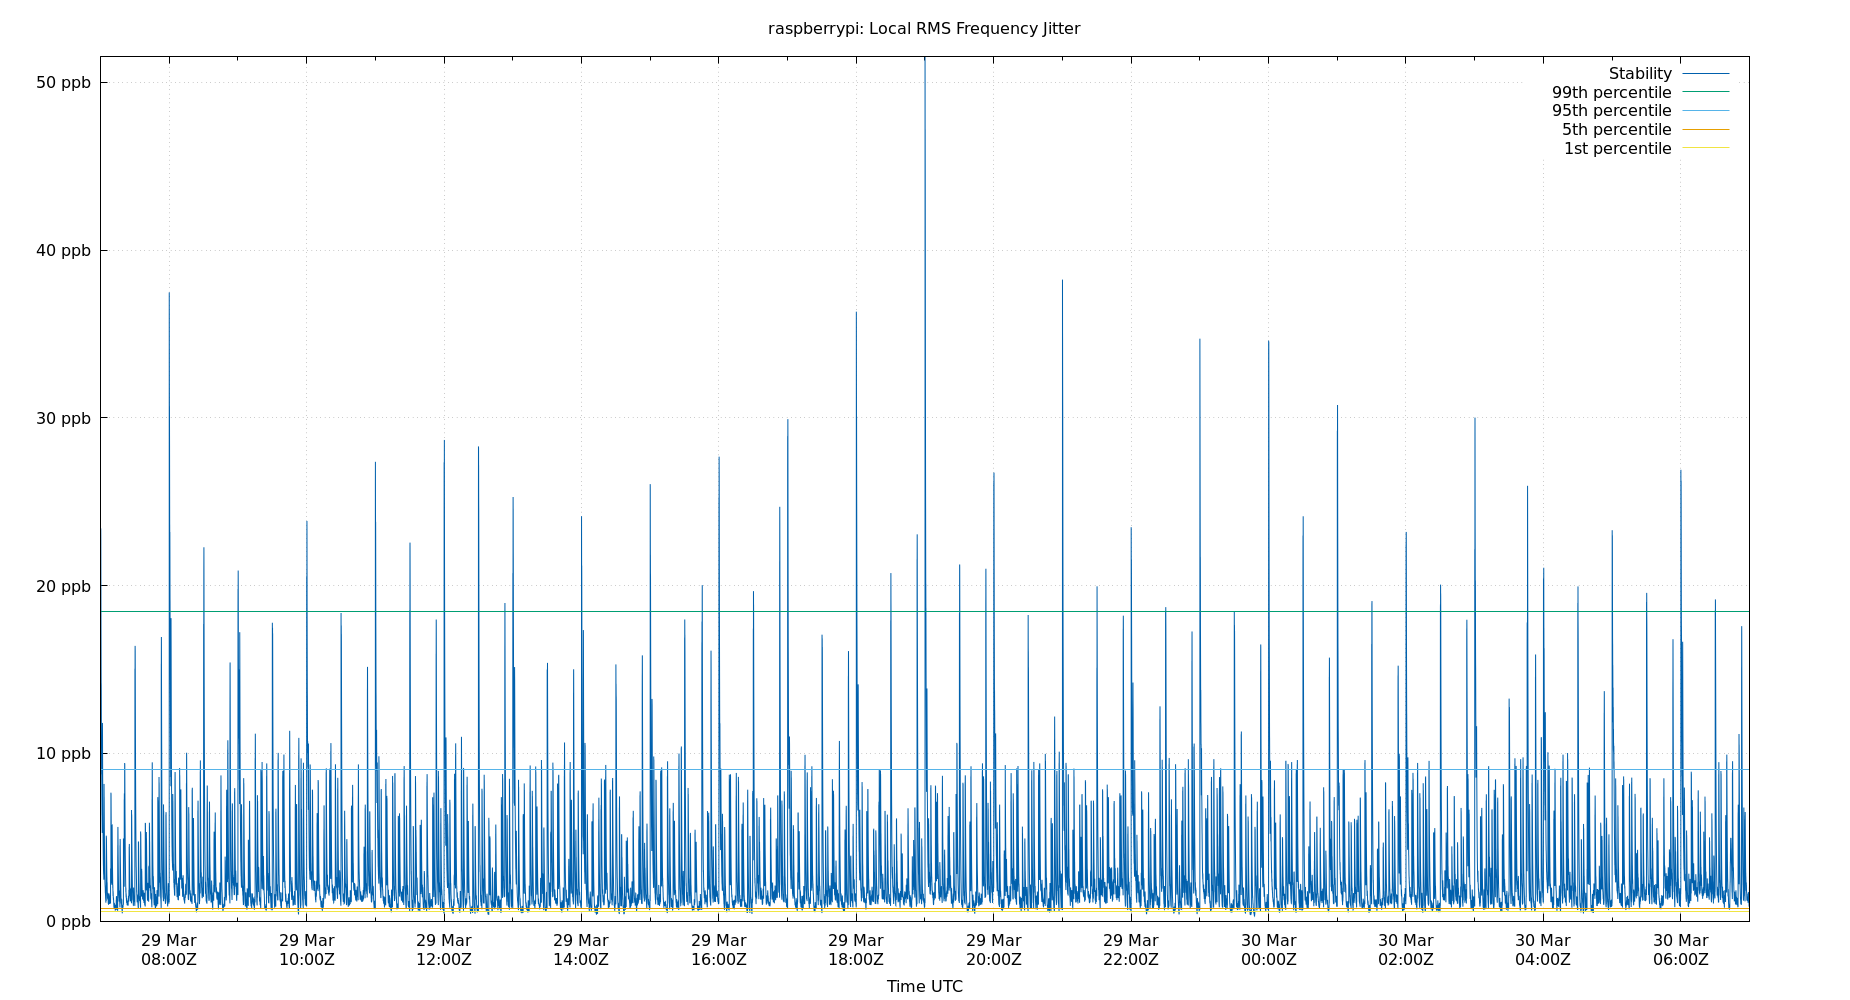 raspberrypi: Local RMS Frequency Jitter
50 ppb
40 ppb
30 ppb
20 ppb
10 ppb
0 ppb
Stability
99th percentile
95th percentile
5th percentile
1st percentile
29 Mar 29 Mar 29 Mar 29 Mar 29 Mar 29 Mar 29 Mar 29 Mar 30 Mar 30 Mar 30 Mar 30 Mar
08:00Z 10:00Z 12:00Z 14:00Z 16:00Z 18:00Z 20:00Z 22:00Z 00:00Z 02:00Z 04:00Z 06:00Z
Time UTC